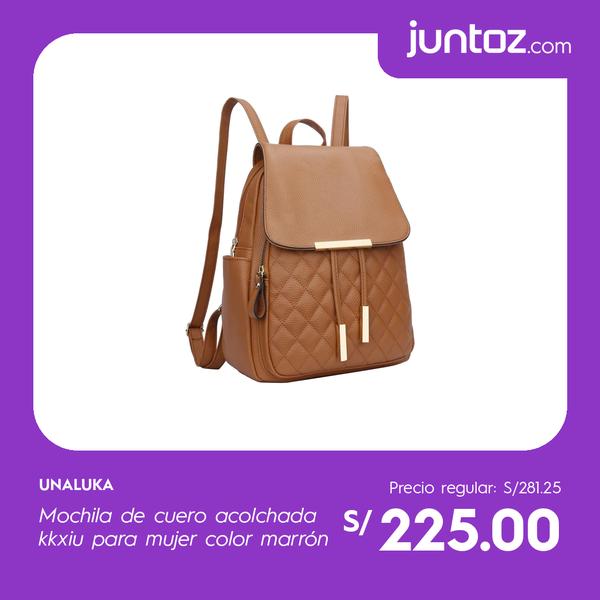 juntoz.com
UNALUKA
Mochila de cuero acolchada
kkxiu para mujer color marrón
Precio regular: S/281.25
S/225.00